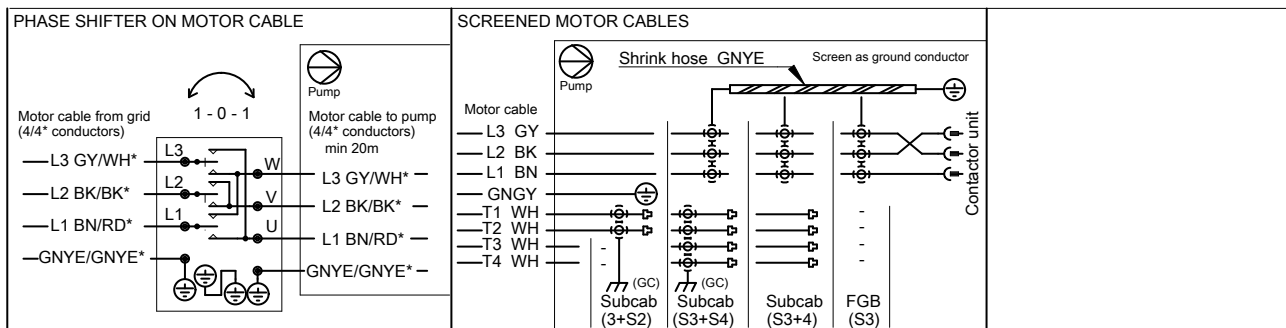 PHASE SHIFTER ON MOTOR CABLE
Pump
1 - 0 - 1
Motor cable from grid
(4/4* conductors)
Motor cable to pump
(4/4* conductors)
min 20m
L3
W
L3 GY/WH*
L3 GY/WH*
L2
V
L2 BK/BK*
L2 BK/BK*
L1
U
L1 BN/RD*
L1 BN/RD*
GNYE/GNYE*
GNYE/GNYE*
SCREENED MOTOR CABLES
Pump
Shrink hose GNYE
Screen as ground conductor
Motor cable
L3 GY
L2 BK
L1 BN
GNGY
T1 WH
T2 WH
T3 WH
T4 WH
-
-
-
-
-
-
(GC)
(GC)
Subcab
(3+S2)
Subcab
(S3+S4)
Subcab
(S3+4)
FGB
(S3)
Contactor unit